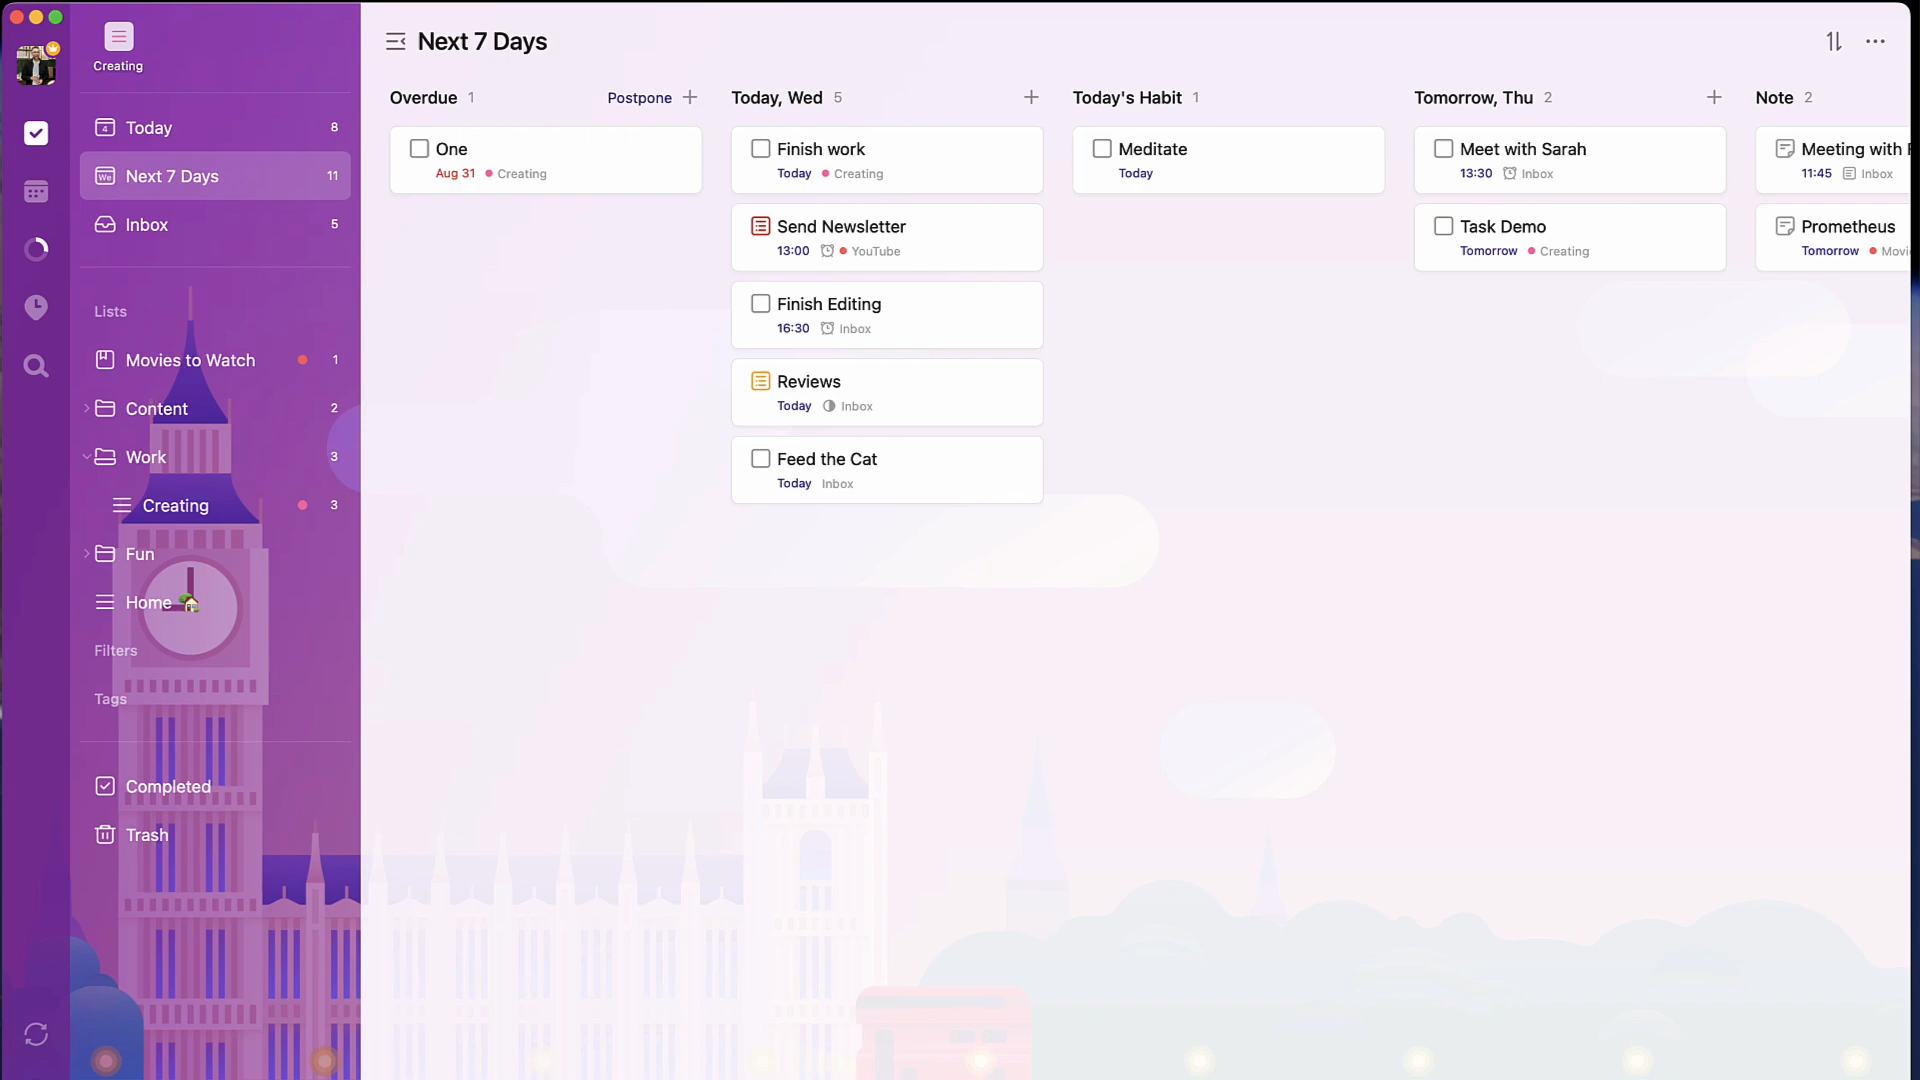 Creating
Today 8
Next 7 Days 11
Inbox 5
Lists
Movies to Watch 1
Content 2
Work 3
Creating 3
Fun
Home
Filters
Tags
Completed
Trash
Next 7 Days
Overdue 1 Postpone
One
Aug 31 Creating
Today, Wed 5
Finish work
Today Creating
Send Newsletter
13:00 YouTube
Finish Editing
16:30 Inbox
Reviews
Today Inbox
Feed the Cat
Today Inbox
Today's Habit 1
Meditate
Today
Tomorrow, Thu 2
Meet with Sarah
13:30 Inbox
Task Demo
Tomorrow Creating
Note 2
Meeting with
11:45 Inbox
Prometheus
Tomorrow Movi